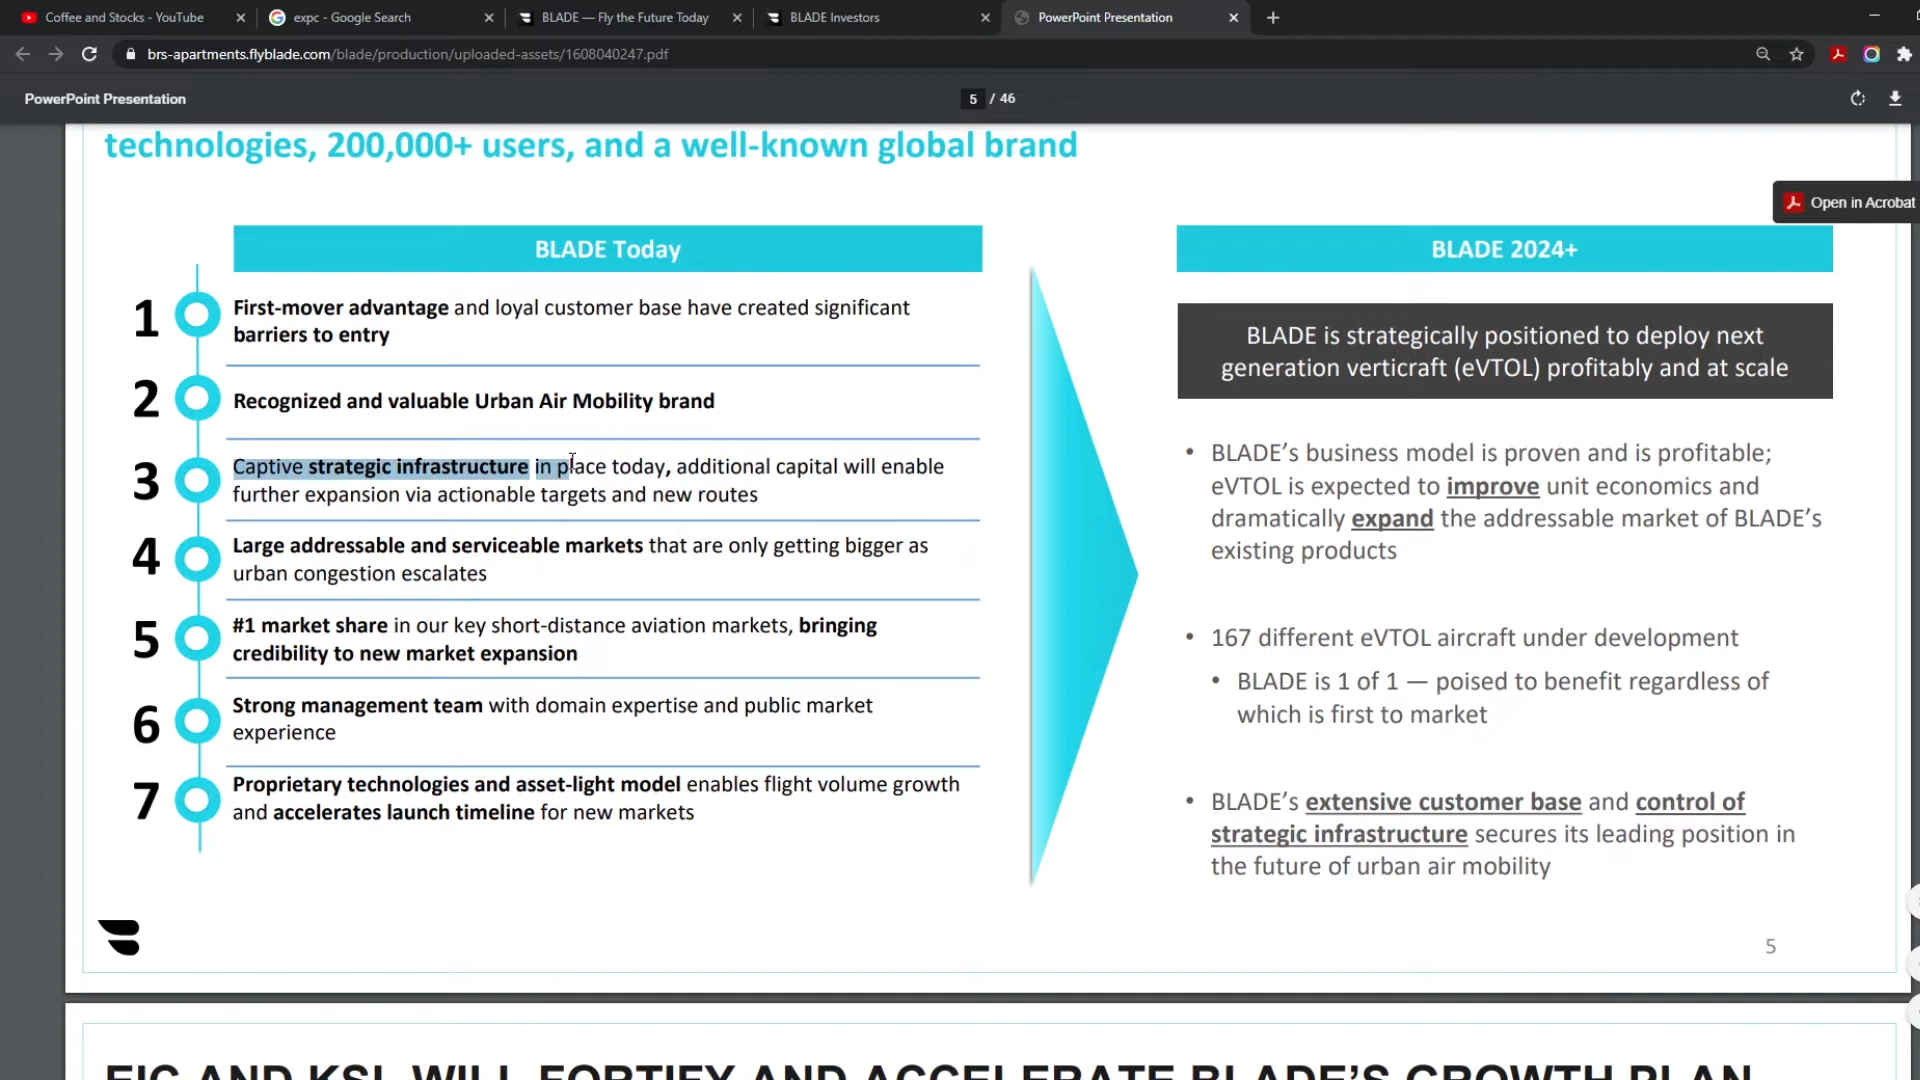 Coffee and Stocks - YouTube
expc - Google Search
BLADE — Fly the Future Today
BLADE Investors
PowerPoint Presentation
brs-apartments.flyblade.com/blade/production/uploaded-assets/1608040247.pdf
PowerPoint Presentation
5 / 46
technologies, 200,000+ users, and a well-known global brand
Open in Acrobat
BLADE Today
1
First-mover advantage and loyal customer base have created significant
barriers to entry
2
Recognized and valuable Urban Air Mobility brand
3
Captive strategic infrastructure in place today, additional capital will enable
further expansion via actionable targets and new routes
4
Large addressable and serviceable markets that are only getting bigger as
urban congestion escalates
5
#1 market share in our key short-distance aviation markets, bringing
credibility to new market expansion
6
Strong management team with domain expertise and public market
experience
7
Proprietary technologies and asset-light model enables flight volume growth
and accelerates launch timeline for new markets
BLADE 2024+
BLADE is strategically positioned to deploy next
generation verticraft (eVTOL) profitably and at scale
• BLADE’s business model is proven and is profitable;
eVTOL is expected to improve unit economics and
dramatically expand the addressable market of BLADE’s
existing products
• 167 different eVTOL aircraft under development
• BLADE is 1 of 1 — poised to benefit regardless of
which is first to market
• BLADE’s extensive customer base and control of
strategic infrastructure secures its leading position in
the future of urban air mobility
5
EIC AND KSL WILL FORTIFY AND ACCELERATE BLADE’S GROWTH PLAN